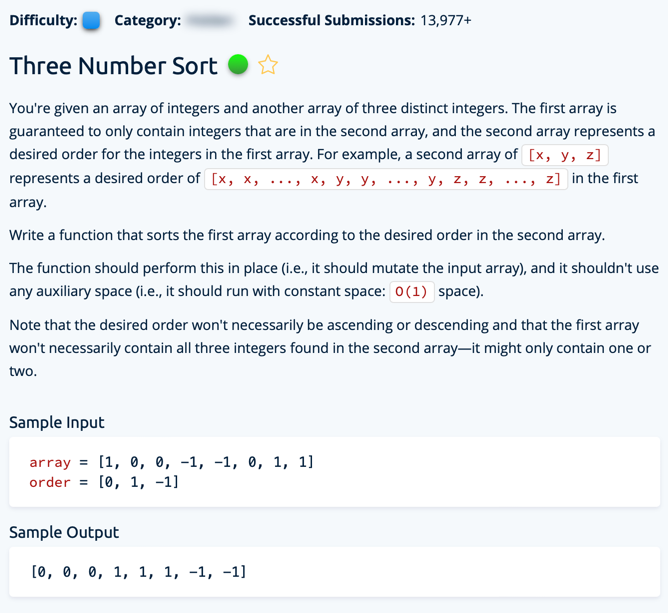 Difficulty: Category: Successful Submissions: 13,977+
Three Number Sort
You're given an array of integers and another array of three distinct integers. The first array is
guaranteed to only contain integers that are in the second array, and the second array represents a
desired order for the integers in the first array. For example, a second array of [x, y, z]
represents a desired order of [x, x, ..., x, y, y, ..., y, z, z, ..., z] in the first
array.
Write a function that sorts the first array according to the desired order in the second array.
The function should perform this in place (i.e., it should mutate the input array), and it shouldn't use
any auxiliary space (i.e., it should run with constant space: O(1) space).
Note that the desired order won't necessarily be ascending or descending and that the first array
won't necessarily contain all three integers found in the second array—it might only contain one or
two.
Sample Input
array = [1, 0, 0, -1, -1, 0, 1, 1]
order = [0, 1, -1]
Sample Output
[0, 0, 0, 1, 1, 1, -1, -1]